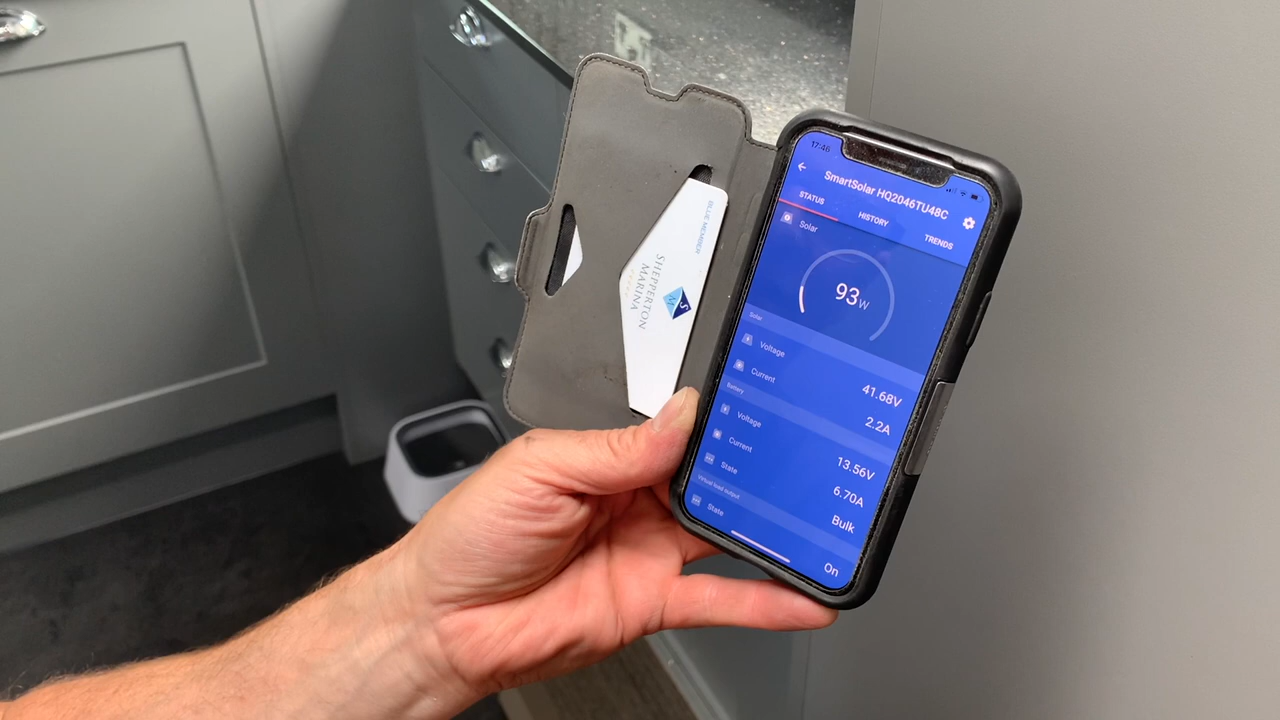 BLUE MEMBER
SHEPPERTON
MARINA
S
M
17:46
SmartSolar HQ2046TU48C
STATUS
HISTORY
TRENDS
Solar
93W
Solar
Voltage
41.68V
Current
2.2A
Battery
Voltage
13.56V
Current
6.70A
State
Bulk
Virtual load output
State
On